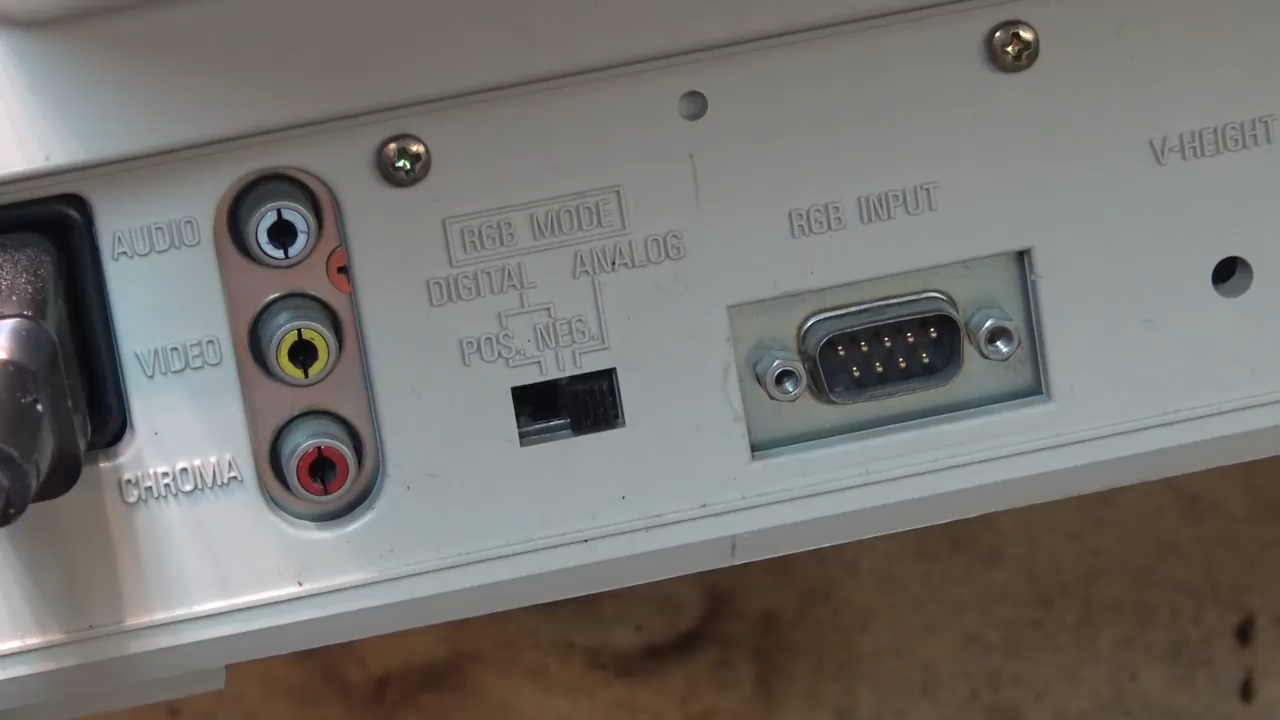 AUDIO
VIDEO
CHROMA
RGB MODE
DIGITAL ANALOG
POS. NEG.
RGB INPUT
V-HEIGHT